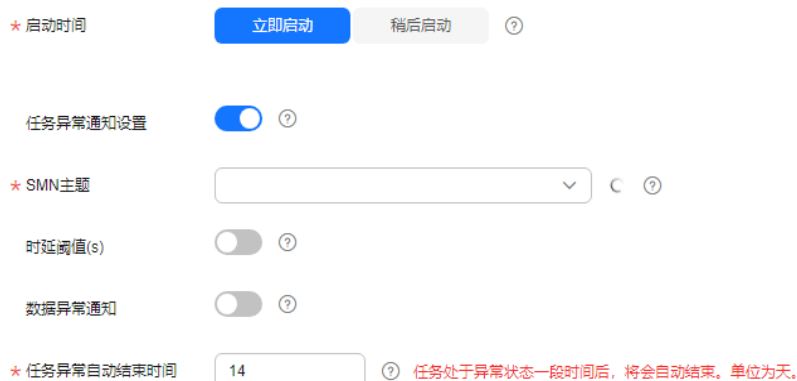 * 启动时间 立即启动 稍后启动 ?
任务异常通知设置 ?
* SMN主题 ?
时延阈值(s) ?
数据异常通知 ?
* 任务异常自动结束时间 14 ? 任务处于异常状态一段时间后，将会自动结束。单位为天。